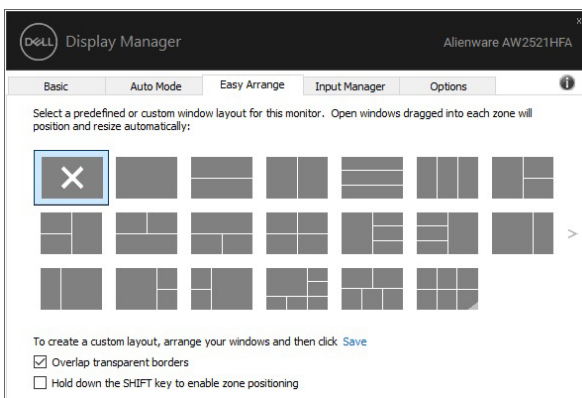 DELL Display Manager Alienware AW2521HFA
Basic Auto Mode Easy Arrange Input Manager Options
Select a predefined or custom window layout for this monitor. Open windows dragged into each zone will
position and resize automatically:
To create a custom layout, arrange your windows and then click Save
Overlap transparent borders
Hold down the SHIFT key to enable zone positioning